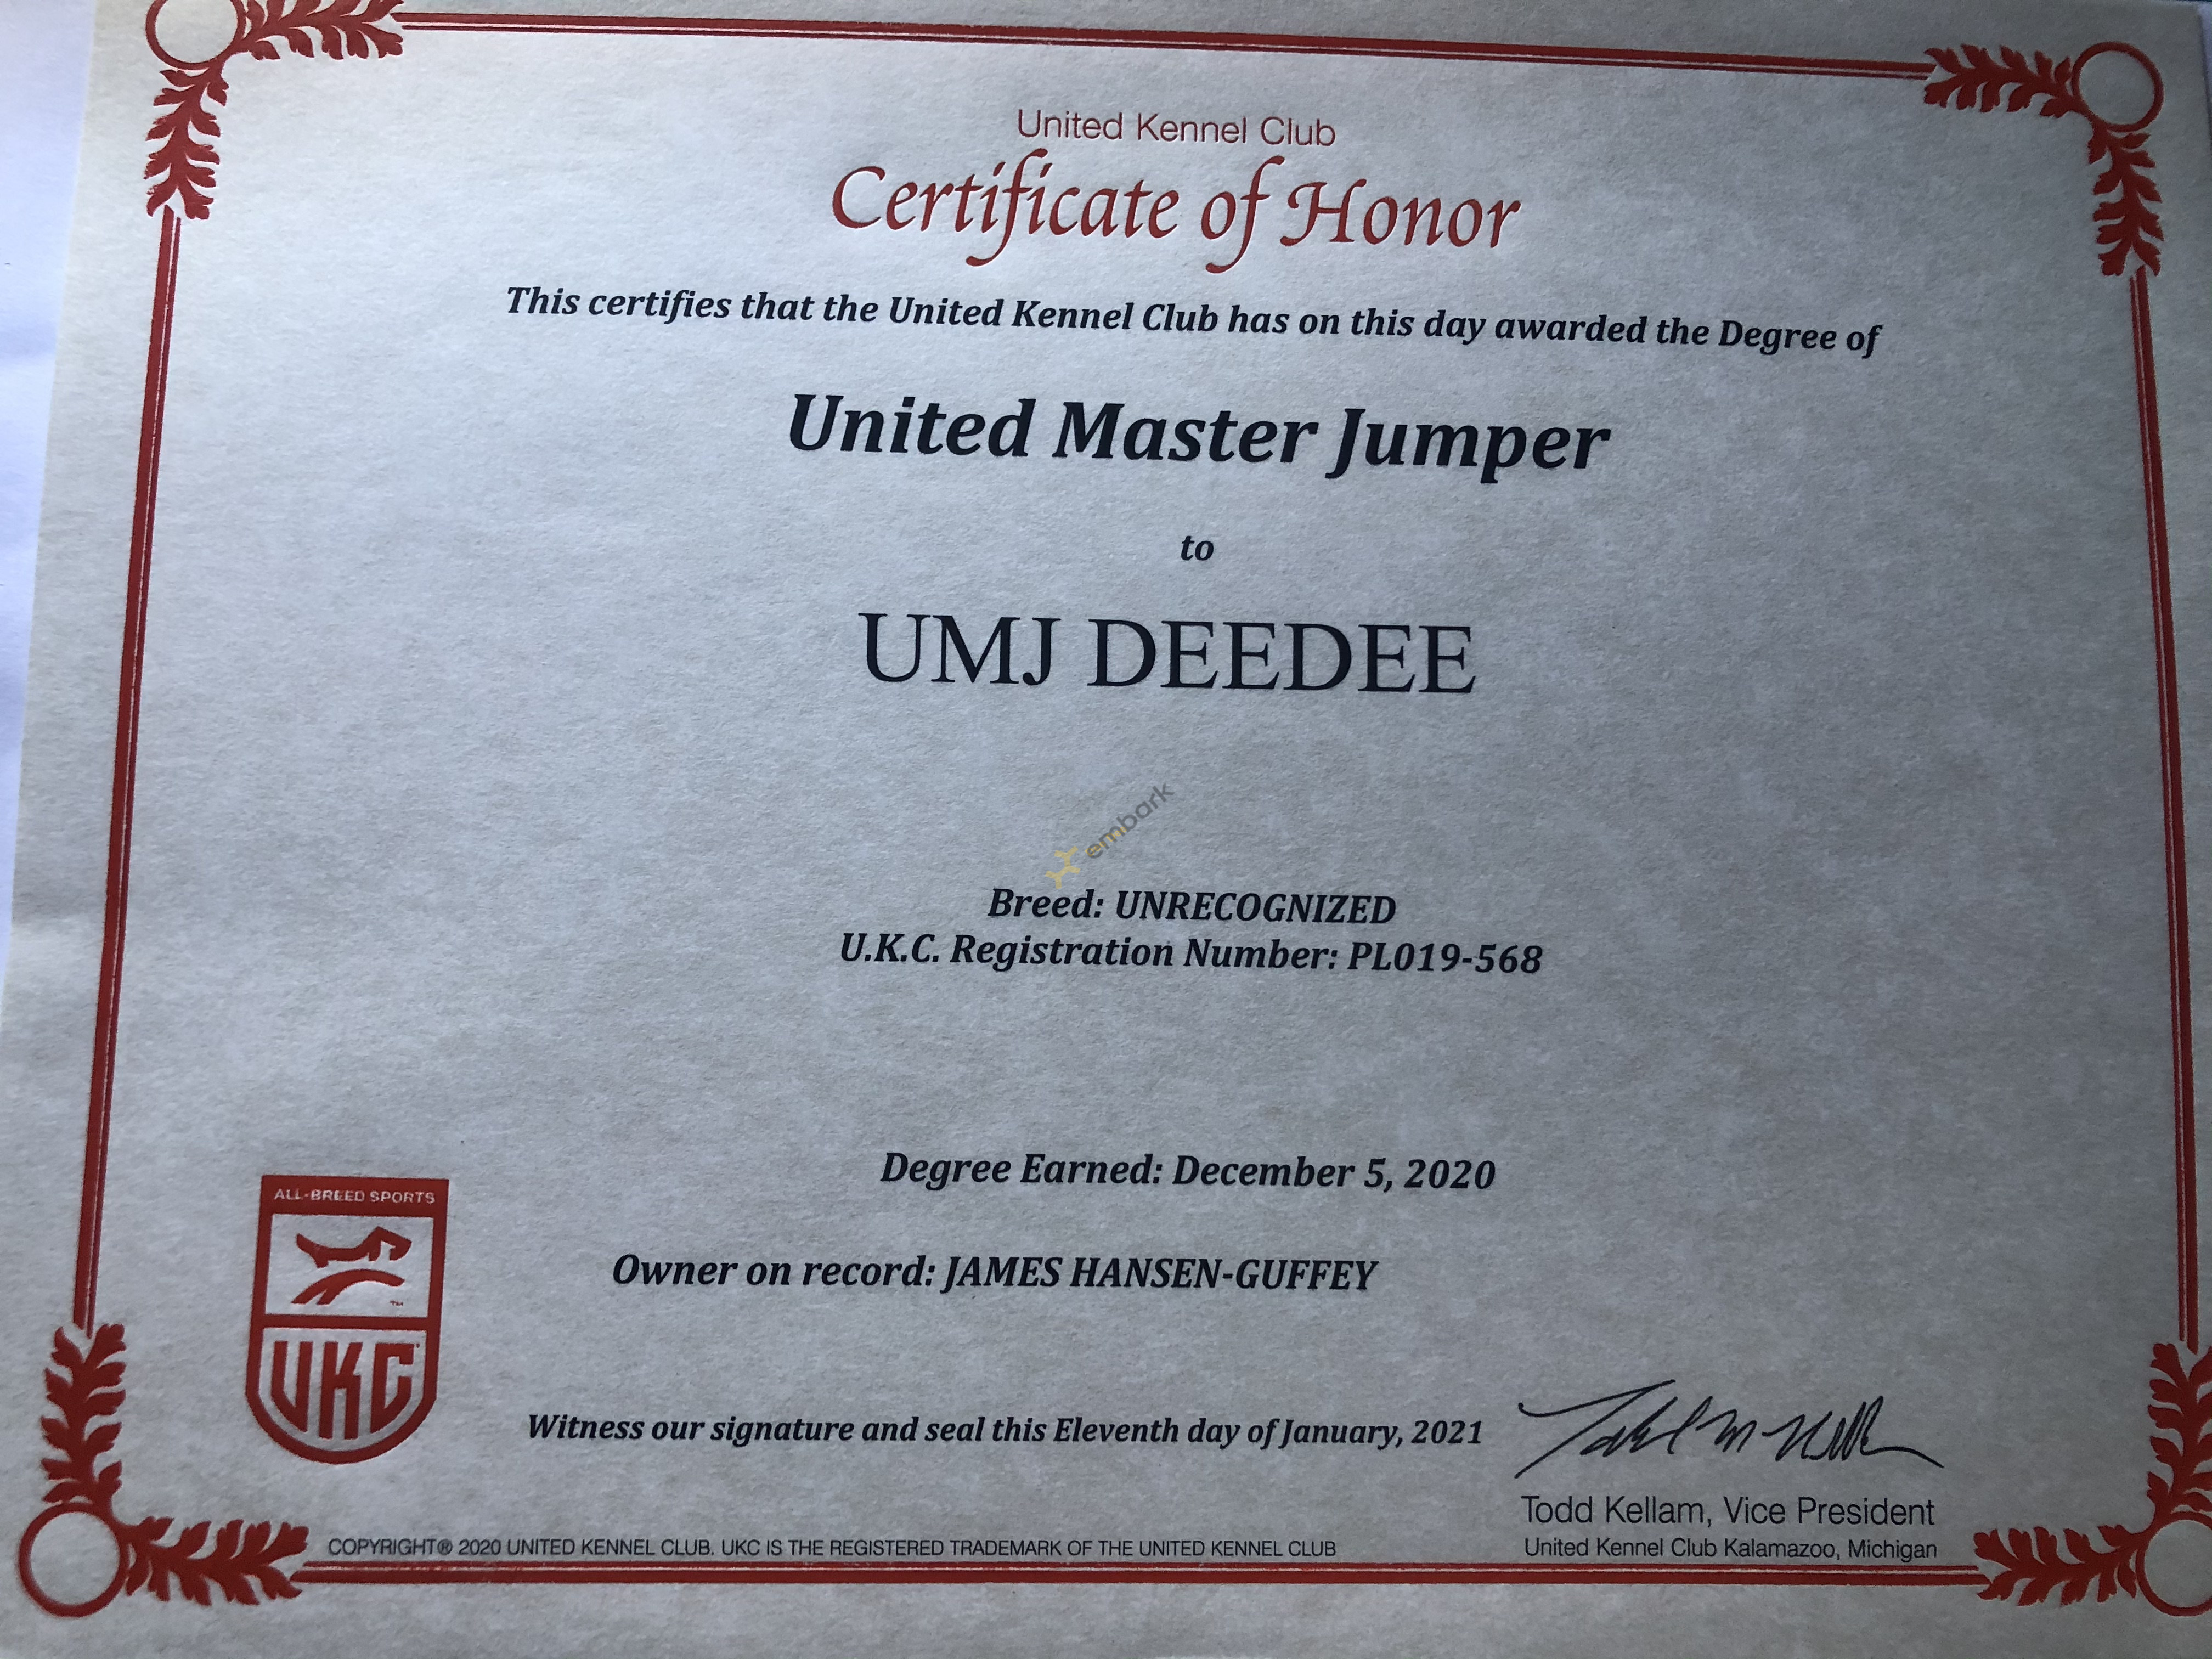 United Kennel Club
Certificate of Honor
This certifies that the United Kennel Club has on this day awarded the Degree of
United Master Jumper
to
UMJ DEEDEE
embark
Breed: UNRECOGNIZED
U.K.C. Registration Number: PL019-568
Degree Earned: December 5, 2020
Owner on record: JAMES HANSEN-GUFFEY
ALL-BREED SPORTS
TM
UKC
Witness our signature and seal this Eleventh day of January, 2021
Todd Kellam, Vice President
United Kennel Club Kalamazoo, Michigan
COPYRIGHT® 2020 UNITED KENNEL CLUB. UKC IS THE REGISTERED TRADEMARK OF THE UNITED KENNEL CLUB